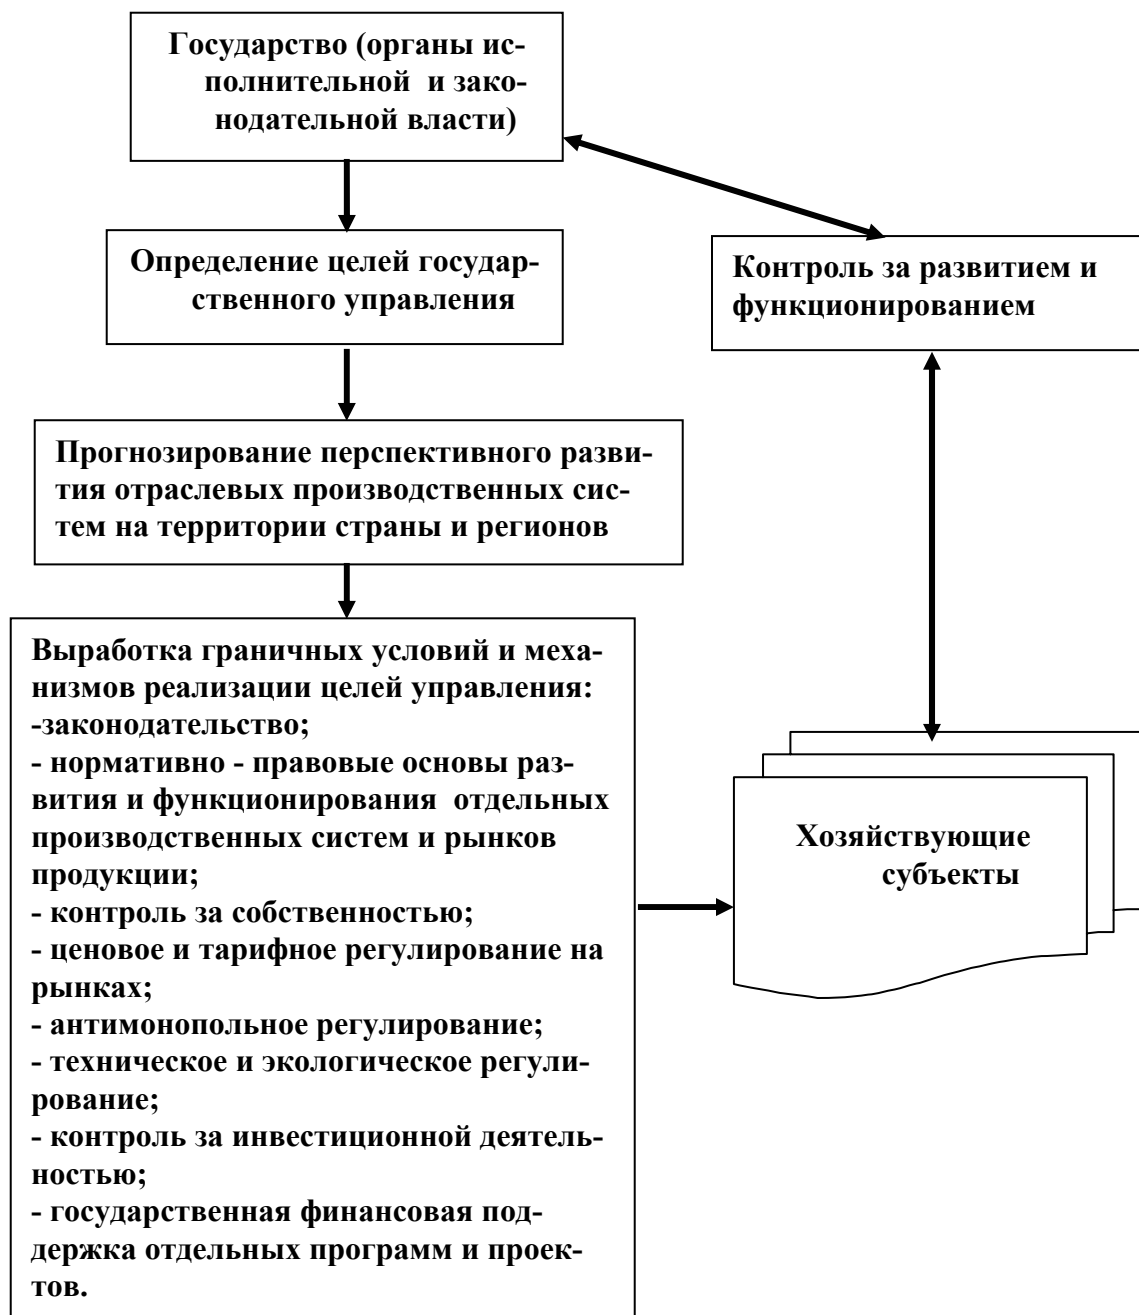 Государство (органы ис-
полнительной и зако-
нодательной власти)
Определение целей государ-
ственного управления
Контроль за развитием и
функционированием
Прогнозирование перспективного разви-
тия отраслевых производственных сис-
тем на территории страны и регионов
Выработка граничных условий и меха-
низмов реализации целей управления:
-законодательство;
- нормативно - правовые основы раз-
вития и функционирования отдельных
производственных систем и рынков
продукции;
- контроль за собственностью;
- ценовое и тарифное регулирование на
рынках;
- антимонопольное регулирование;
- техническое и экологическое регули-
рование;
- контроль за инвестиционной деятель-
ностью;
- государственная финансовая под-
держка отдельных программ и проек-
тов.
Хозяйствующие
субъекты